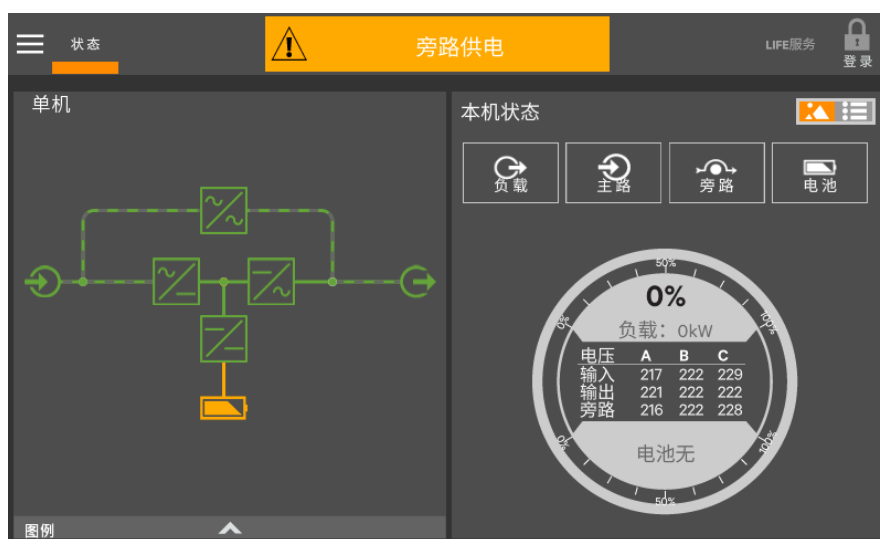 状态
旁路供电
LIFE服务
登录
单机
本机状态
负载
主路
旁路
电池
50%
0%
100%
0%
负载：0kW
电压 A B C
输入 217 222 229
输出 221 222 222
旁路 216 222 228
0%
100%
电池无
50%
图例